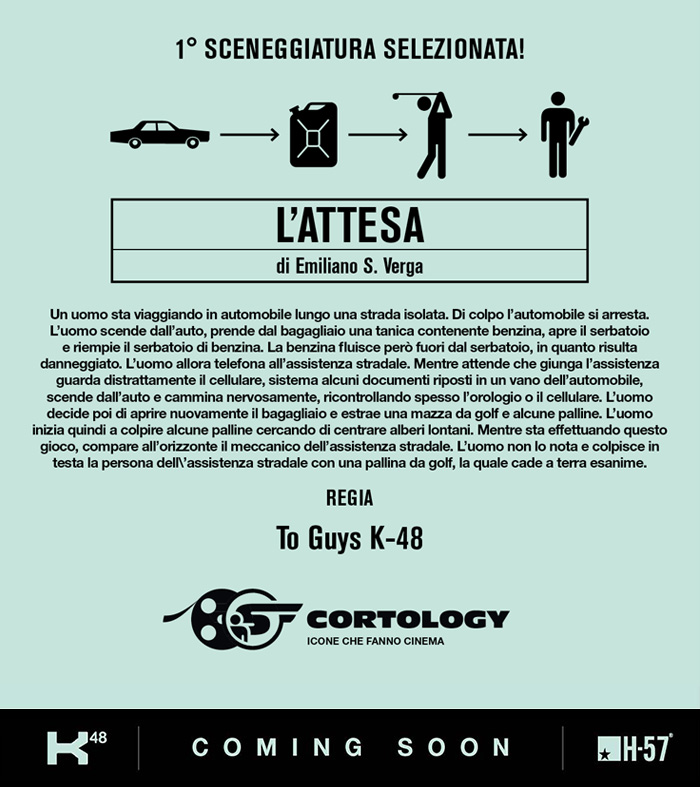 1° SCENEGGIATURA SELEZIONATA!
L'ATTESA
di Emiliano S. Verga
Un uomo sta viaggiando in automobile lungo una strada isolata. Di colpo l'automobile si arresta.
L'uomo scende dall'auto, prende dal bagagliaio una tanica contenente benzina, apre il serbatoio
e riempie il serbatoio di benzina. La benzina fluisce però fuori dal serbatoio, in quanto risulta
danneggiato. L'uomo allora telefona all'assistenza stradale. Mentre attende che giunga l'assistenza
guarda distrattamente il cellulare, sistema alcuni documenti riposti in un vano dell'automobile,
scende dall'auto e cammina nervosamente, ricontrollando spesso l'orologio o il cellulare. L'uomo
decide poi di aprire nuovamente il bagagliaio e estrae una mazza da golf e alcune palline. L'uomo
inizia quindi a colpire alcune palline cercando di centrare alberi lontani. Mentre sta effettuando questo
gioco, compare all'orizzonte il meccanico dell'assistenza stradale. L'uomo non lo nota e colpisce in
testa la persona dell\'assistenza stradale con una pallina da golf, la quale cade a terra esanime.
REGIA
To Guys K-48
CORTOLOGY
ICONE CHE FANNO CINEMA
K48
COMING SOON
H-57